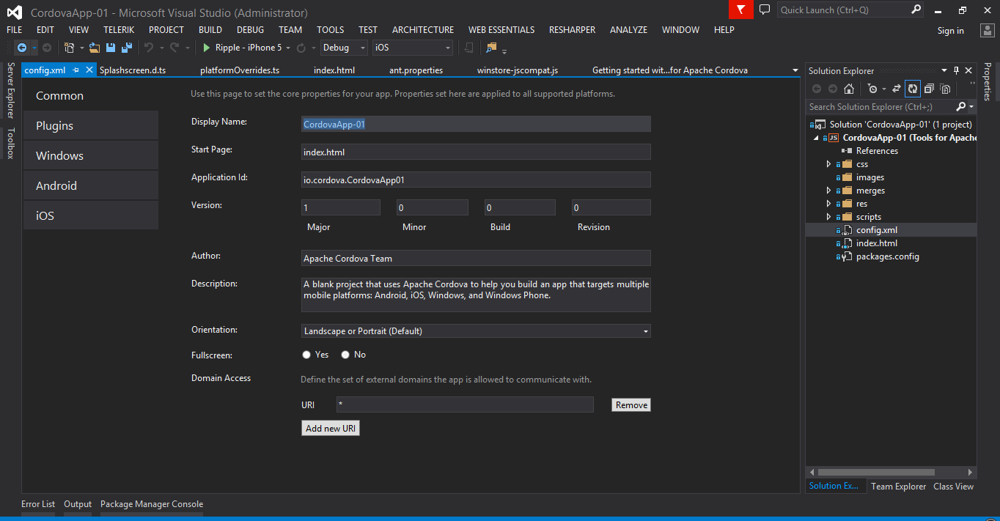 CordovaApp-01 - Microsoft Visual Studio (Administrator)
Quick Launch (Ctrl+Q)
FILE EDIT VIEW TELERIK PROJECT BUILD DEBUG TEAM TOOLS TEST ARCHITECTURE WEB ESSENTIALS RESHARPER ANALYZE WINDOW HELP
Sign in
Ripple - iPhone 5 Debug iOS
Server Explorer
Toolbox
config.xml Splashscreen.d.ts platformOverrides.ts index.html ant.properties winstore-jscompat.js Getting started wit...for Apache Cordova
Common
Plugins
Windows
Android
iOS
Use this page to set the core properties for your app. Properties set here are applied to all supported platforms.
Display Name: CordovaApp-01
Start Page: index.html
Application Id: io.cordova.CordovaApp01
Version: 1 0 0 0
Major Minor Build Revision
Author: Apache Cordova Team
Description: A blank project that uses Apache Cordova to help you build an app that targets multiple
mobile platforms: Android, iOS, Windows, and Windows Phone.
Orientation: Landscape or Portrait (Default)
Fullscreen: Yes No
Domain Access Define the set of external domains the app is allowed to communicate with.
URI * Remove
Add new URI
Solution Explorer
Search Solution Explorer (Ctrl+;)
Solution 'CordovaApp-01' (1 project)
JS CordovaApp-01 (Tools for Apache
References
css
images
merges
res
scripts
config.xml
index.html
packages.config
Solution Ex... Team Explorer Class View
Properties
Error List Output Package Manager Console